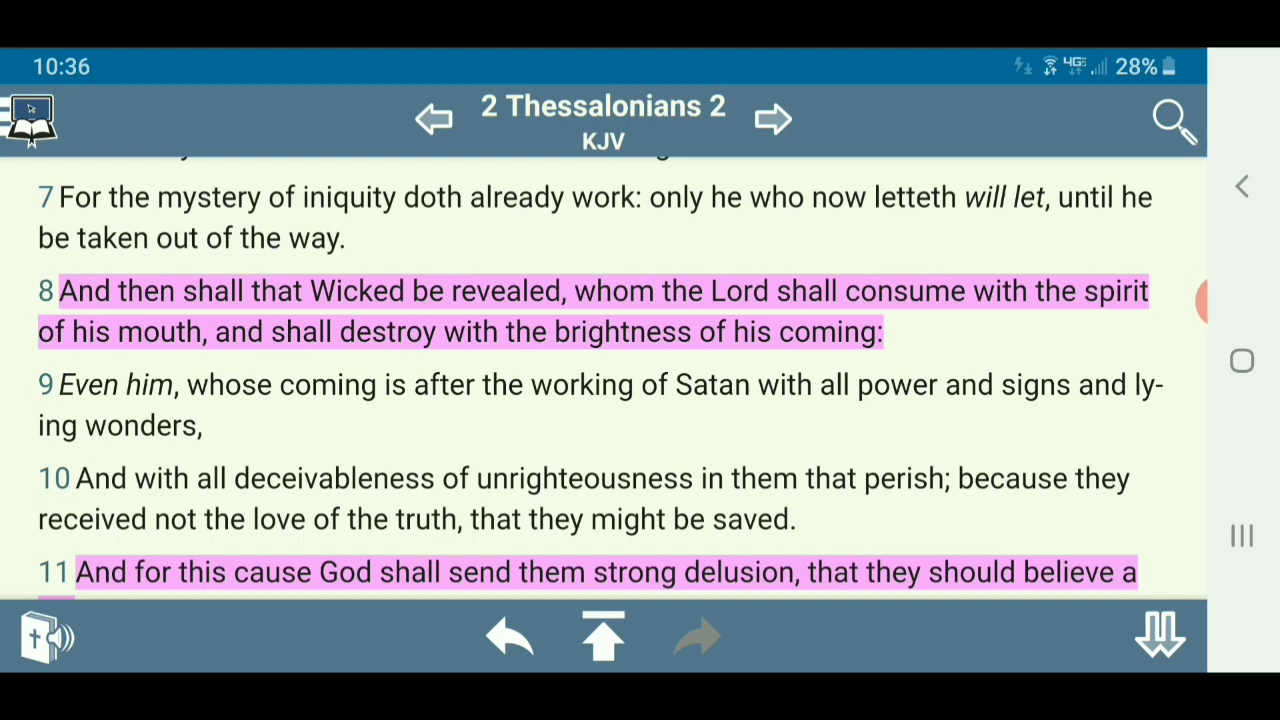 10:36
4G 28%
2 Thessalonians 2
KJV
7 For the mystery of iniquity doth already work: only he who now letteth will let, until he
be taken out of the way.
8 And then shall that Wicked be revealed, whom the Lord shall consume with the spirit
of his mouth, and shall destroy with the brightness of his coming:
9 Even him, whose coming is after the working of Satan with all power and signs and ly-
ing wonders,
10 And with all deceivableness of unrighteousness in them that perish; because they
received not the love of the truth, that they might be saved.
11 And for this cause God shall send them strong delusion, that they should believe a